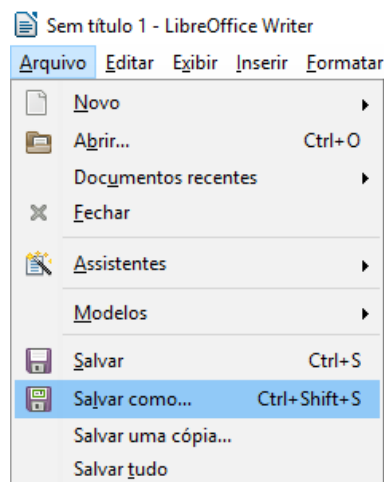 Sem título 1 - LibreOffice Writer
Arquivo Editar Exibir Inserir Formatar
Novo
Abrir... Ctrl+O
Documentos recentes
Fechar
Assistentes
Modelos
Salvar Ctrl+S
Salvar como... Ctrl+Shift+S
Salvar uma cópia...
Salvar tudo